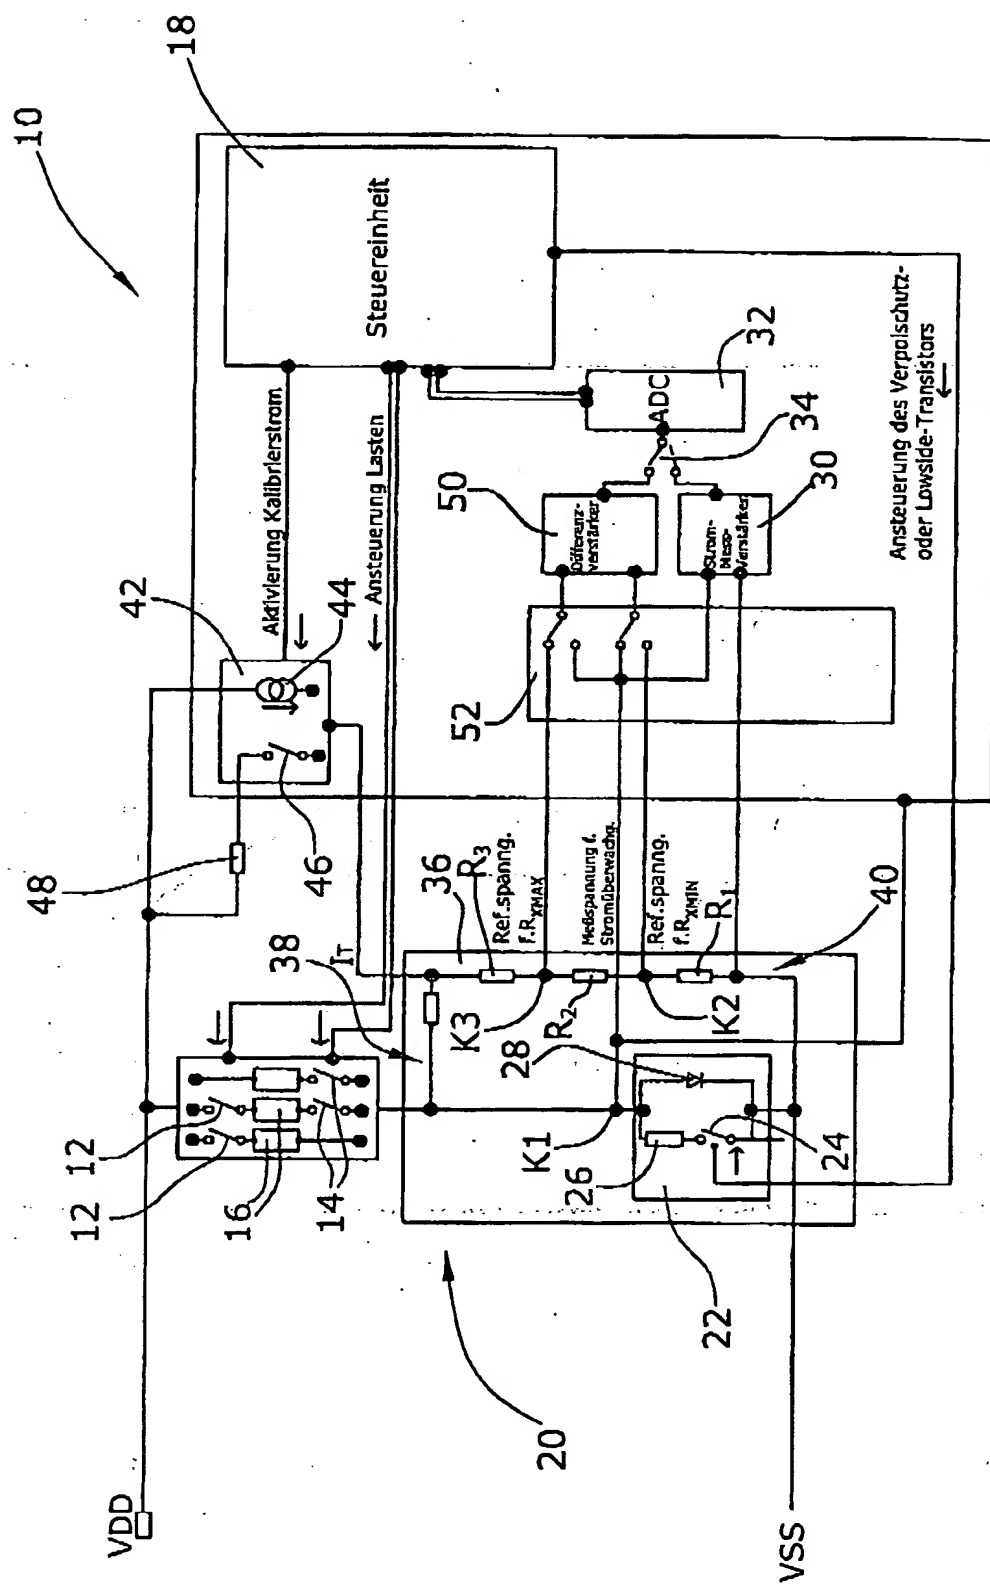 10
18
Steuereinheit
42
Aktivierung Kalibrierstrom
44
Ansteuerung Lasten
48
46
50
Differenz-
verstärker
ADC
32
34
Strom-
Mess-
Verstärker
30
52
Ansteuerung des Verpolschutz-
oder Lowside-Transistors
38
IT
36
R3
Ref.spanng.
f.RXMAX
Meßspannung f.
Stromüberwachg.
Ref.spanng.
f.RXMIN
R1
40
K3
R2
K2
28
K1
26
24
22
12
12
16
14
20
VDD
VSS